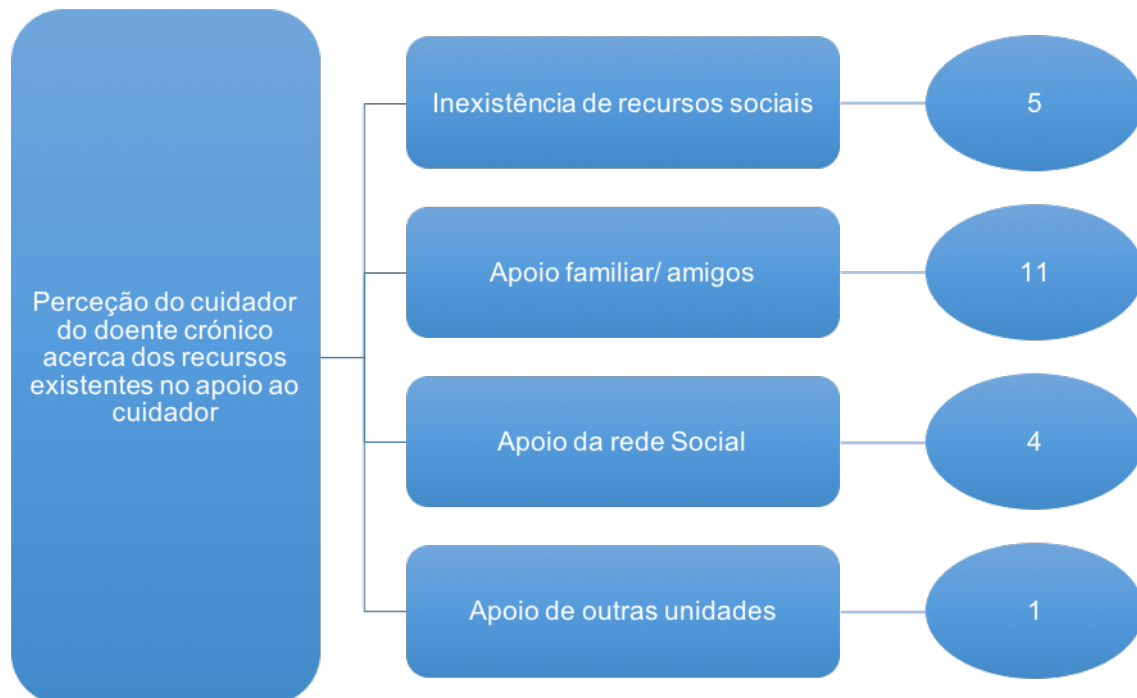 Perceção do cuidador
do doente crónico
acerca dos recursos
existentes no apoio ao
cuidador
Inexistência de recursos sociais
5
Apoio familiar/ amigos
11
Apoio da rede Social
4
Apoio de outras unidades
1